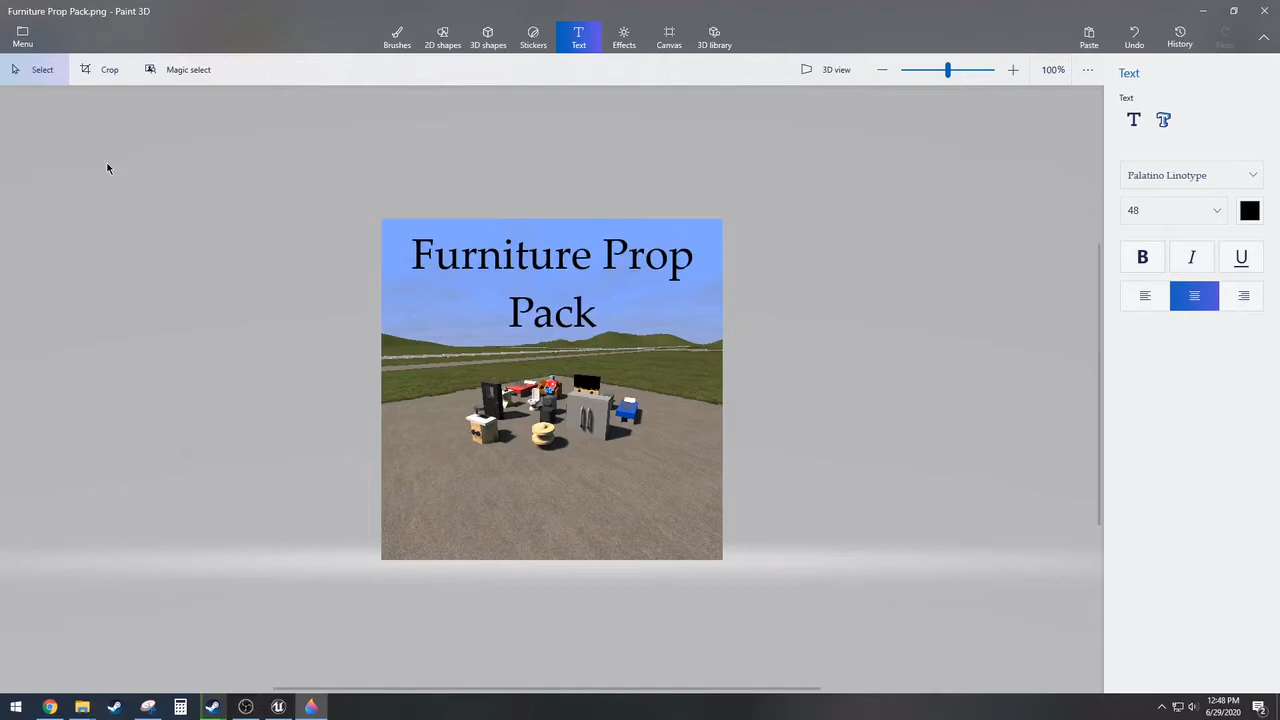 Furniture Prop Pack.png - Paint 3D
Menu
Brushes
2D shapes
3D shapes
Stickers
Text
Effects
Canvas
3D library
Paste
Undo
History
Redo
Select
Crop
Magic select
3D view
100%
Text
Text
T
T
Palatino Linotype
48
B
I
U
Furniture Prop
Pack
12:48 PM
6/29/2020
2